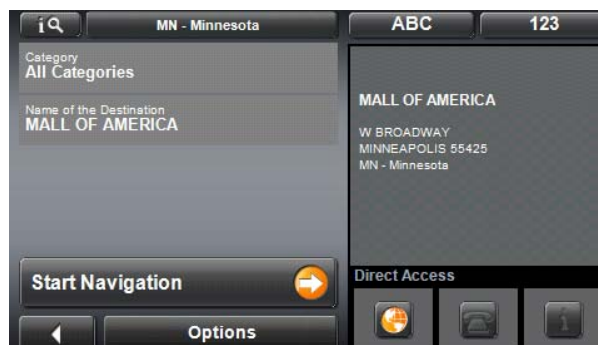 MN - Minnesota
ABC
123
Category
All Categories
Name of the Destination
MALL OF AMERICA
MALL OF AMERICA
W BROADWAY
MINNEAPOLIS 55425
MN - Minnesota
Start Navigation
Direct Access
Options